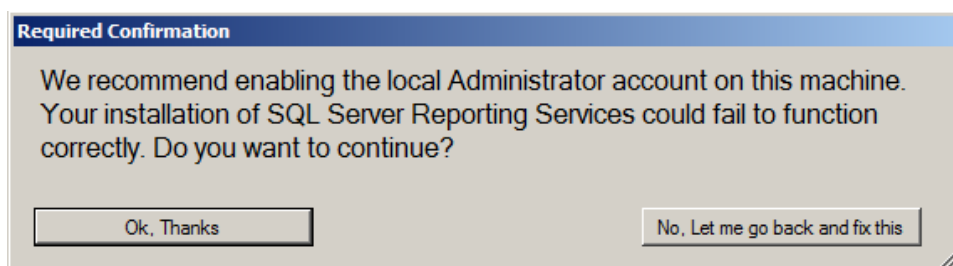 Required Confirmation
We recommend enabling the local Administrator account on this machine.
Your installation of SQL Server Reporting Services could fail to function
correctly. Do you want to continue?
Ok, Thanks
No, Let me go back and fix this